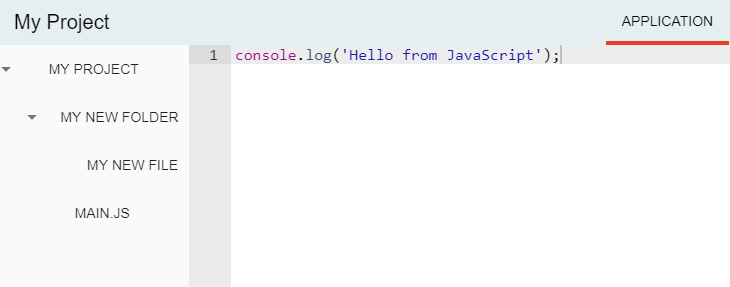 My Project
APPLICATION
MY PROJECT
MY NEW FOLDER
MY NEW FILE
MAIN.JS
1 console.log('Hello from JavaScript');